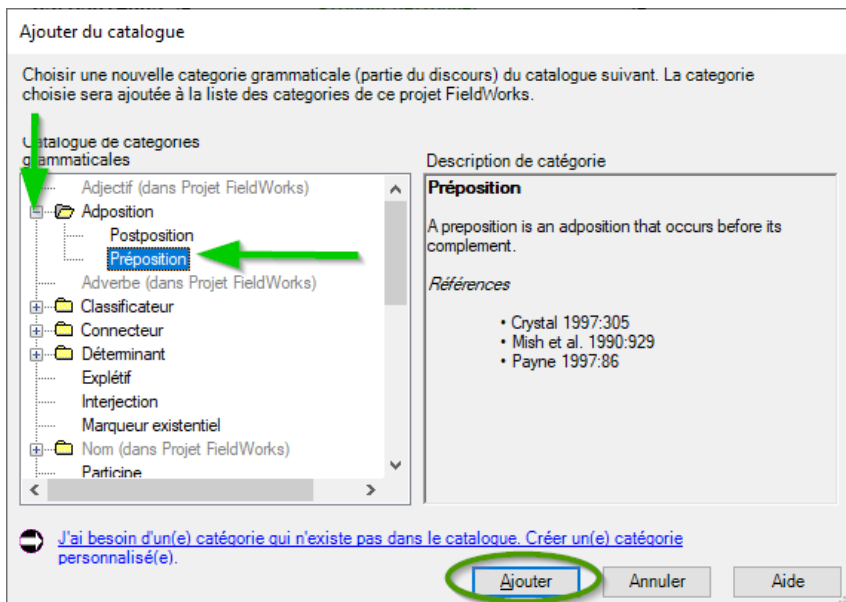 Ajouter du catalogue
Choisir une nouvelle categorie grammaticale (partie du discours) du catalogue suivant. La categorie
choisie sera ajoutée à la liste des categories de ce projet FieldWorks.
Catalogue de categories
grammaticales
Adjectif (dans Projet FieldWorks)
Adposition
Postposition
Préposition
Adverbe (dans Projet FieldWorks)
Classificateur
Connecteur
Déterminant
Explétif
Interjection
Marqueur existentiel
Nom (dans Projet FieldWorks)
Participe
Description de catégorie
Préposition
A preposition is an adposition that occurs before its
complement.
Références
• Crystal 1997:305
• Mish et al. 1990:929
• Payne 1997:86
J'ai besoin d'un(e) catégorie qui n'existe pas dans le catalogue. Créer un(e) catégorie
personnalisé(e).
Ajouter
Annuler
Aide